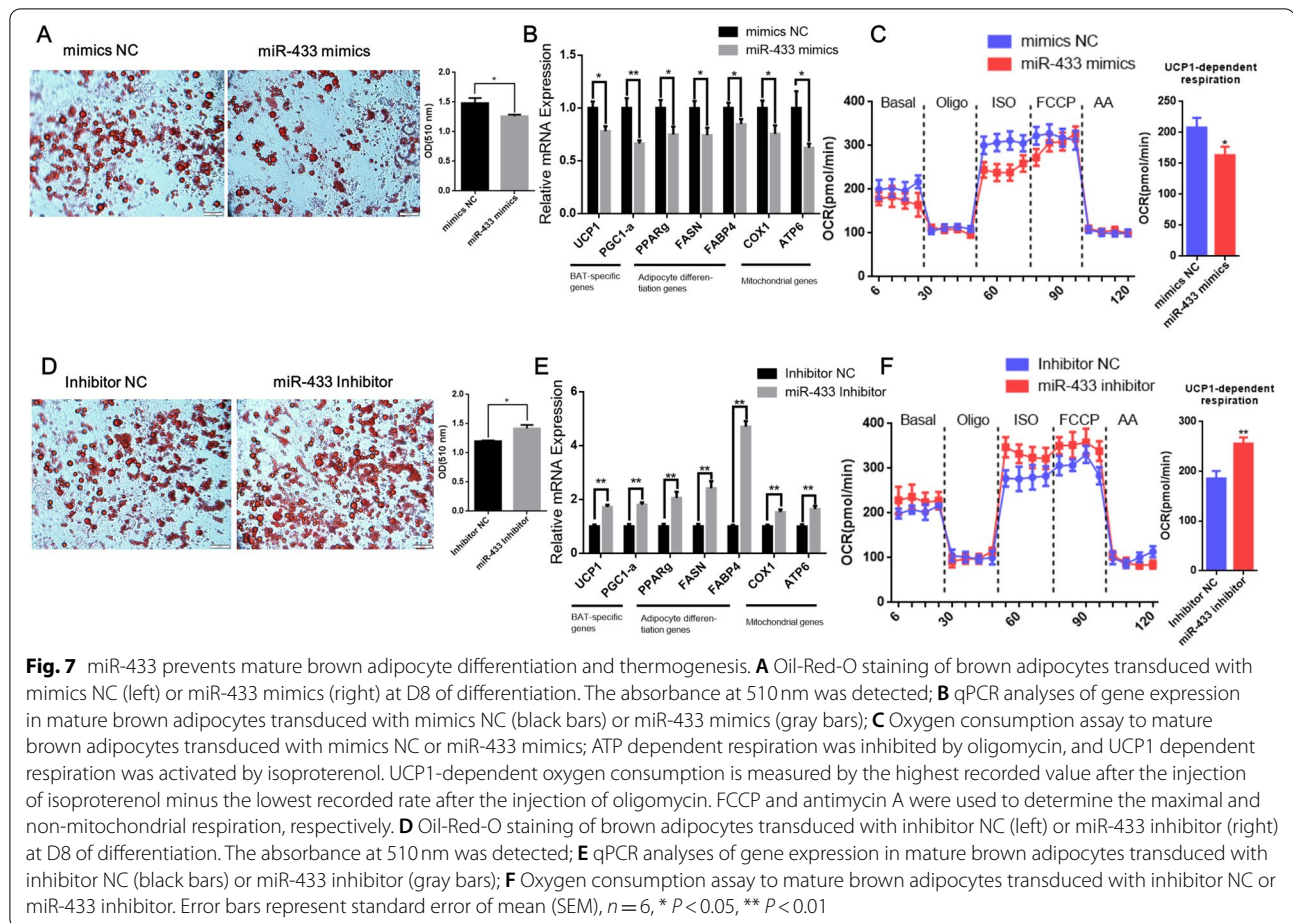 A
mimics NC
miR-433 mimics
*
OD(510 nm)
2.0
1.5
1.0
0.5
0.0
mimics NC
miR-433 mimics
B
mimics NC
miR-433 mimics
Relative mRNA Expression
1.5
1.0
0.5
0.0
* ** * * * * *
UCP1 PGC1-a PPARg FASN FABP4 COX1 ATP6
BAT-specific genes
Adipocyte differen-
tiation genes
Mitochondrial genes
C
mimics NC
miR-433 mimics
Basal Oligo ISO FCCP AA
OCR(pmol/min)
400
300
200
100
0
6 30 60 90 120
UCP1-dependent
respiration
OCR(pmol/min)
250
200
150
100
50
0
*
mimics NC
miR-433 mimics
D
Inhibitor NC
miR-433 Inhibitor
*
OD(510 nm)
2.0
1.5
1.0
0.5
0.0
Inhibitor NC
miR-433 Inhibitor
E
Inhibitor NC
miR-433 Inhibitor
Relative mRNA Expression
6
4
2
0
** ** ** ** ** ** **
UCP1 PGC1-a PPARg FASN FABP4 COX1 ATP6
BAT-specific
genes
Adipocyte differen-
tiation genes
Mitochondrial genes
F
Inhibitor NC
miR-433 inhibitor
Basal Oligo ISO FCCP AA
OCR(pmol/min)
400
300
200
100
0
6 30 60 90 120
UCP1-dependent
respiration
OCR(pmol/min)
300
200
100
0
**
Inhibitor NC
miR-433 inhibitor
Fig. 7 miR-433 prevents mature brown adipocyte differentiation and thermogenesis. A Oil-Red-O staining of brown adipocytes transduced with
mimics NC (left) or miR-433 mimics (right) at D8 of differentiation. The absorbance at 510 nm was detected; B qPCR analyses of gene expression
in mature brown adipocytes transduced with mimics NC (black bars) or miR-433 mimics (gray bars); C Oxygen consumption assay to mature
brown adipocytes transduced with mimics NC or miR-433 mimics; ATP dependent respiration was inhibited by oligomycin, and UCP1 dependent
respiration was activated by isoproterenol. UCP1-dependent oxygen consumption is measured by the highest recorded value after the injection
of isoproterenol minus the lowest recorded rate after the injection of oligomycin. FCCP and antimycin A were used to determine the maximal and
non-mitochondrial respiration, respectively. D Oil-Red-O staining of brown adipocytes transduced with inhibitor NC (left) or miR-433 inhibitor (right)
at D8 of differentiation. The absorbance at 510 nm was detected; E qPCR analyses of gene expression in mature brown adipocytes transduced with
inhibitor NC (black bars) or miR-433 inhibitor (gray bars); F Oxygen consumption assay to mature brown adipocytes transduced with inhibitor NC or
miR-433 inhibitor. Error bars represent standard error of mean (SEM), n = 6, * P < 0.05, ** P < 0.01